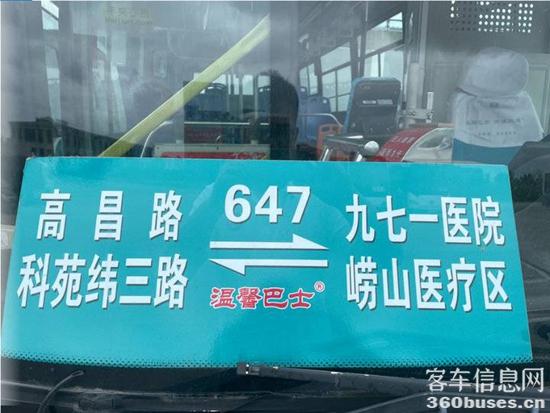 高昌路 647 九七一医院
科苑纬三路 温馨巴士® 崂山医疗区
客车信息网
www.360buses.cn